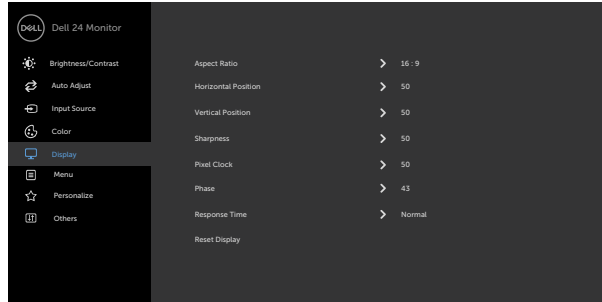 DELL Dell 24 Monitor
Brightness/Contrast
Auto Adjust
Input Source
Color
Display
Menu
Personalize
Others
Aspect Ratio 16 : 9
Horizontal Position 50
Vertical Position 50
Sharpness 50
Pixel Clock 50
Phase 43
Response Time Normal
Reset Display